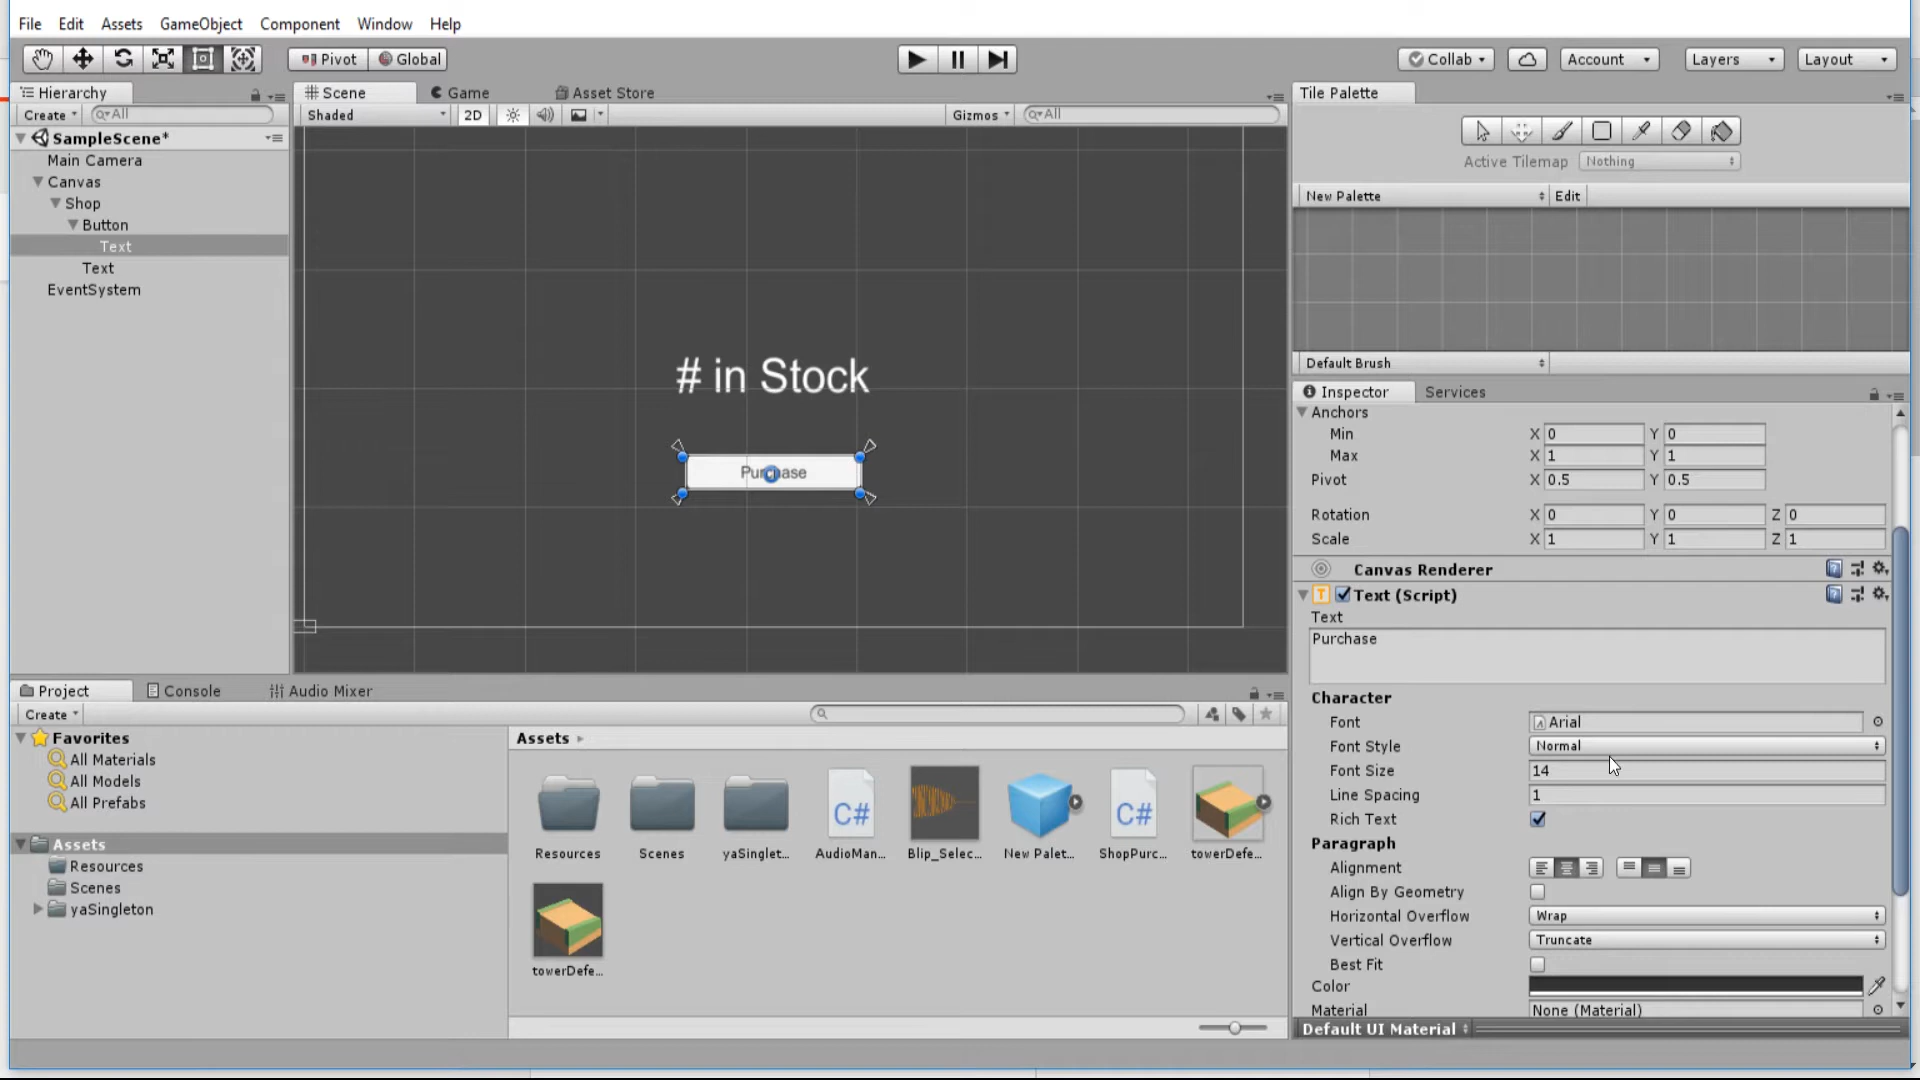 File Edit Assets GameObject Component Window Help
Pivot Global Collab Account Layers Layout
Hierarchy
Create All
SampleScene*
Main Camera
Canvas
Shop
Button
Text
Text
EventSystem
Scene Game Asset Store
Shaded 2D Gizmos All
# in Stock
Purchase
Tile Palette
Active Tilemap Nothing
New Palette Edit
Default Brush
Inspector Services
Anchors
Min X 0 Y 0
Max X 1 Y 1
Pivot X 0.5 Y 0.5
Rotation X 0 Y 0 Z 0
Scale X 1 Y 1 Z 1
Canvas Renderer
T Text (Script)
Text
Purchase
Character
Font Arial
Font Style Normal
Font Size 14
Line Spacing 1
Rich Text
Paragraph
Alignment
Align By Geometry
Horizontal Overflow Wrap
Vertical Overflow Truncate
Best Fit
Color
Material None (Material)
Default UI Material
Project Console Audio Mixer
Create
Favorites
All Materials
All Models
All Prefabs
Assets
Resources
Scenes
yaSingleton
Assets
C# C#
Resources Scenes yaSinglet... AudioMan... Blip_Selec... New Palet... ShopPurc... towerDefe...
towerDefe...